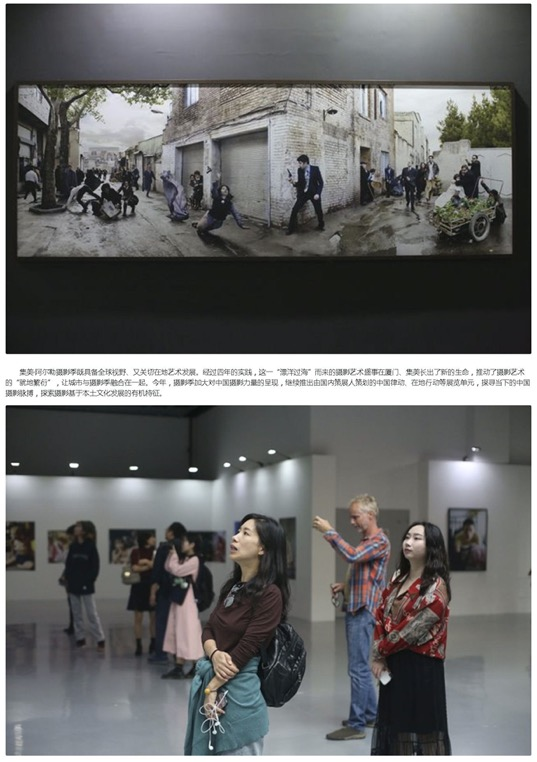 集美·阿尔勒摄影季既具备全球视野、又关切在地艺术发展。经过四年的实践，这一“漂洋过海”而来的摄影艺术盛事在厦门、集美长出了新的生命，推动了摄影艺术
的“就地繁衍”，让城市与摄影季融合在一起。今年，摄影季加大对中国摄影力量的呈现，继续推出由国内策展人策划的中国律动、在地行动等展览单元，探寻当下的中国
摄影脉搏，探索摄影基于本土文化发展的有机特征。